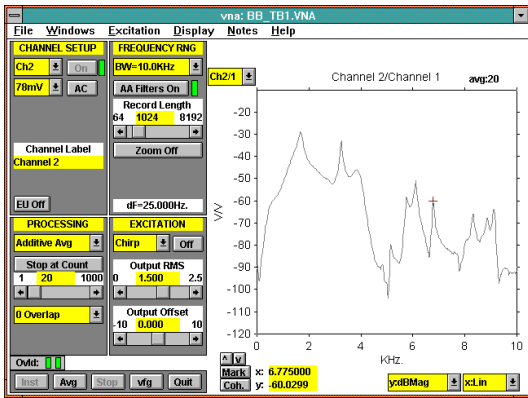 vna: BB_TB1.VNA
File Windows Excitation Display Notes Help
CHANNEL SETUP
Ch2 On
78mV AC
Channel Label
Channel 2
EU Off
FREQUENCY RNG
BW=10.0KHz
AA Filters On
Record Length
64 1024 8192
Zoom Off
dF=25.000Hz.
PROCESSING
Additive Avg
Stop at Count
1 20 1000
0 Overlap
EXCITATION
Chirp Off
Output RMS
0 1.500 2.5
Output Offset
-10 0.000 10
Ovld:
Inst Avg Stop vfg Quit
Ch2/1
Channel 2/Channel 1 avg:20
-20
-30
-40
-50
-60
-70
-80
-90
-100
-110
-120
V/V
0 2 4 6 8 10
KHz.
^ v
Mark x: 6.775000
Coh. y: -60.0299
y:dBMag x:Lin